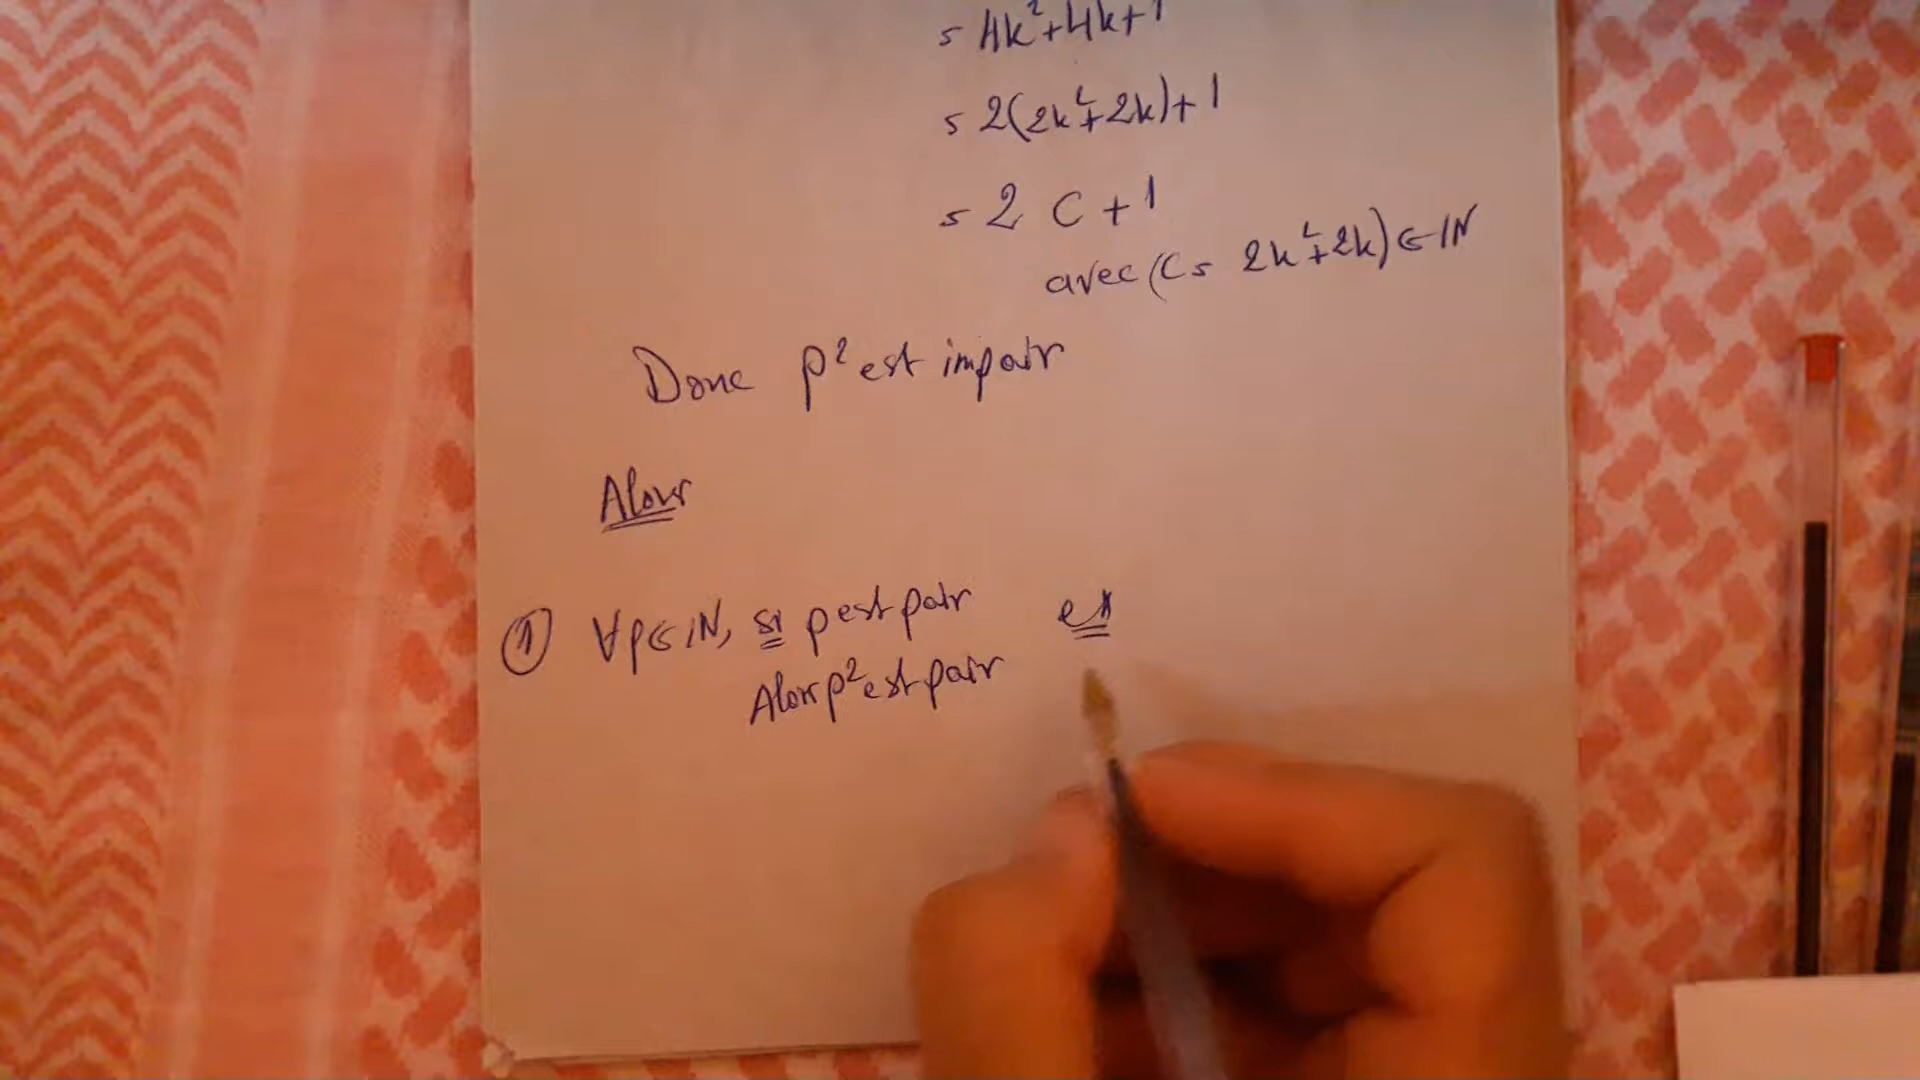 = 4k²+4k+1
= 2(2k²+2k)+1
= 2 C + 1
avec (C = 2k²+2k) ∈ IN
Donc p² est impair
Alors
① ∀p∈IN, si p est pair
Alors p² est pair
ex